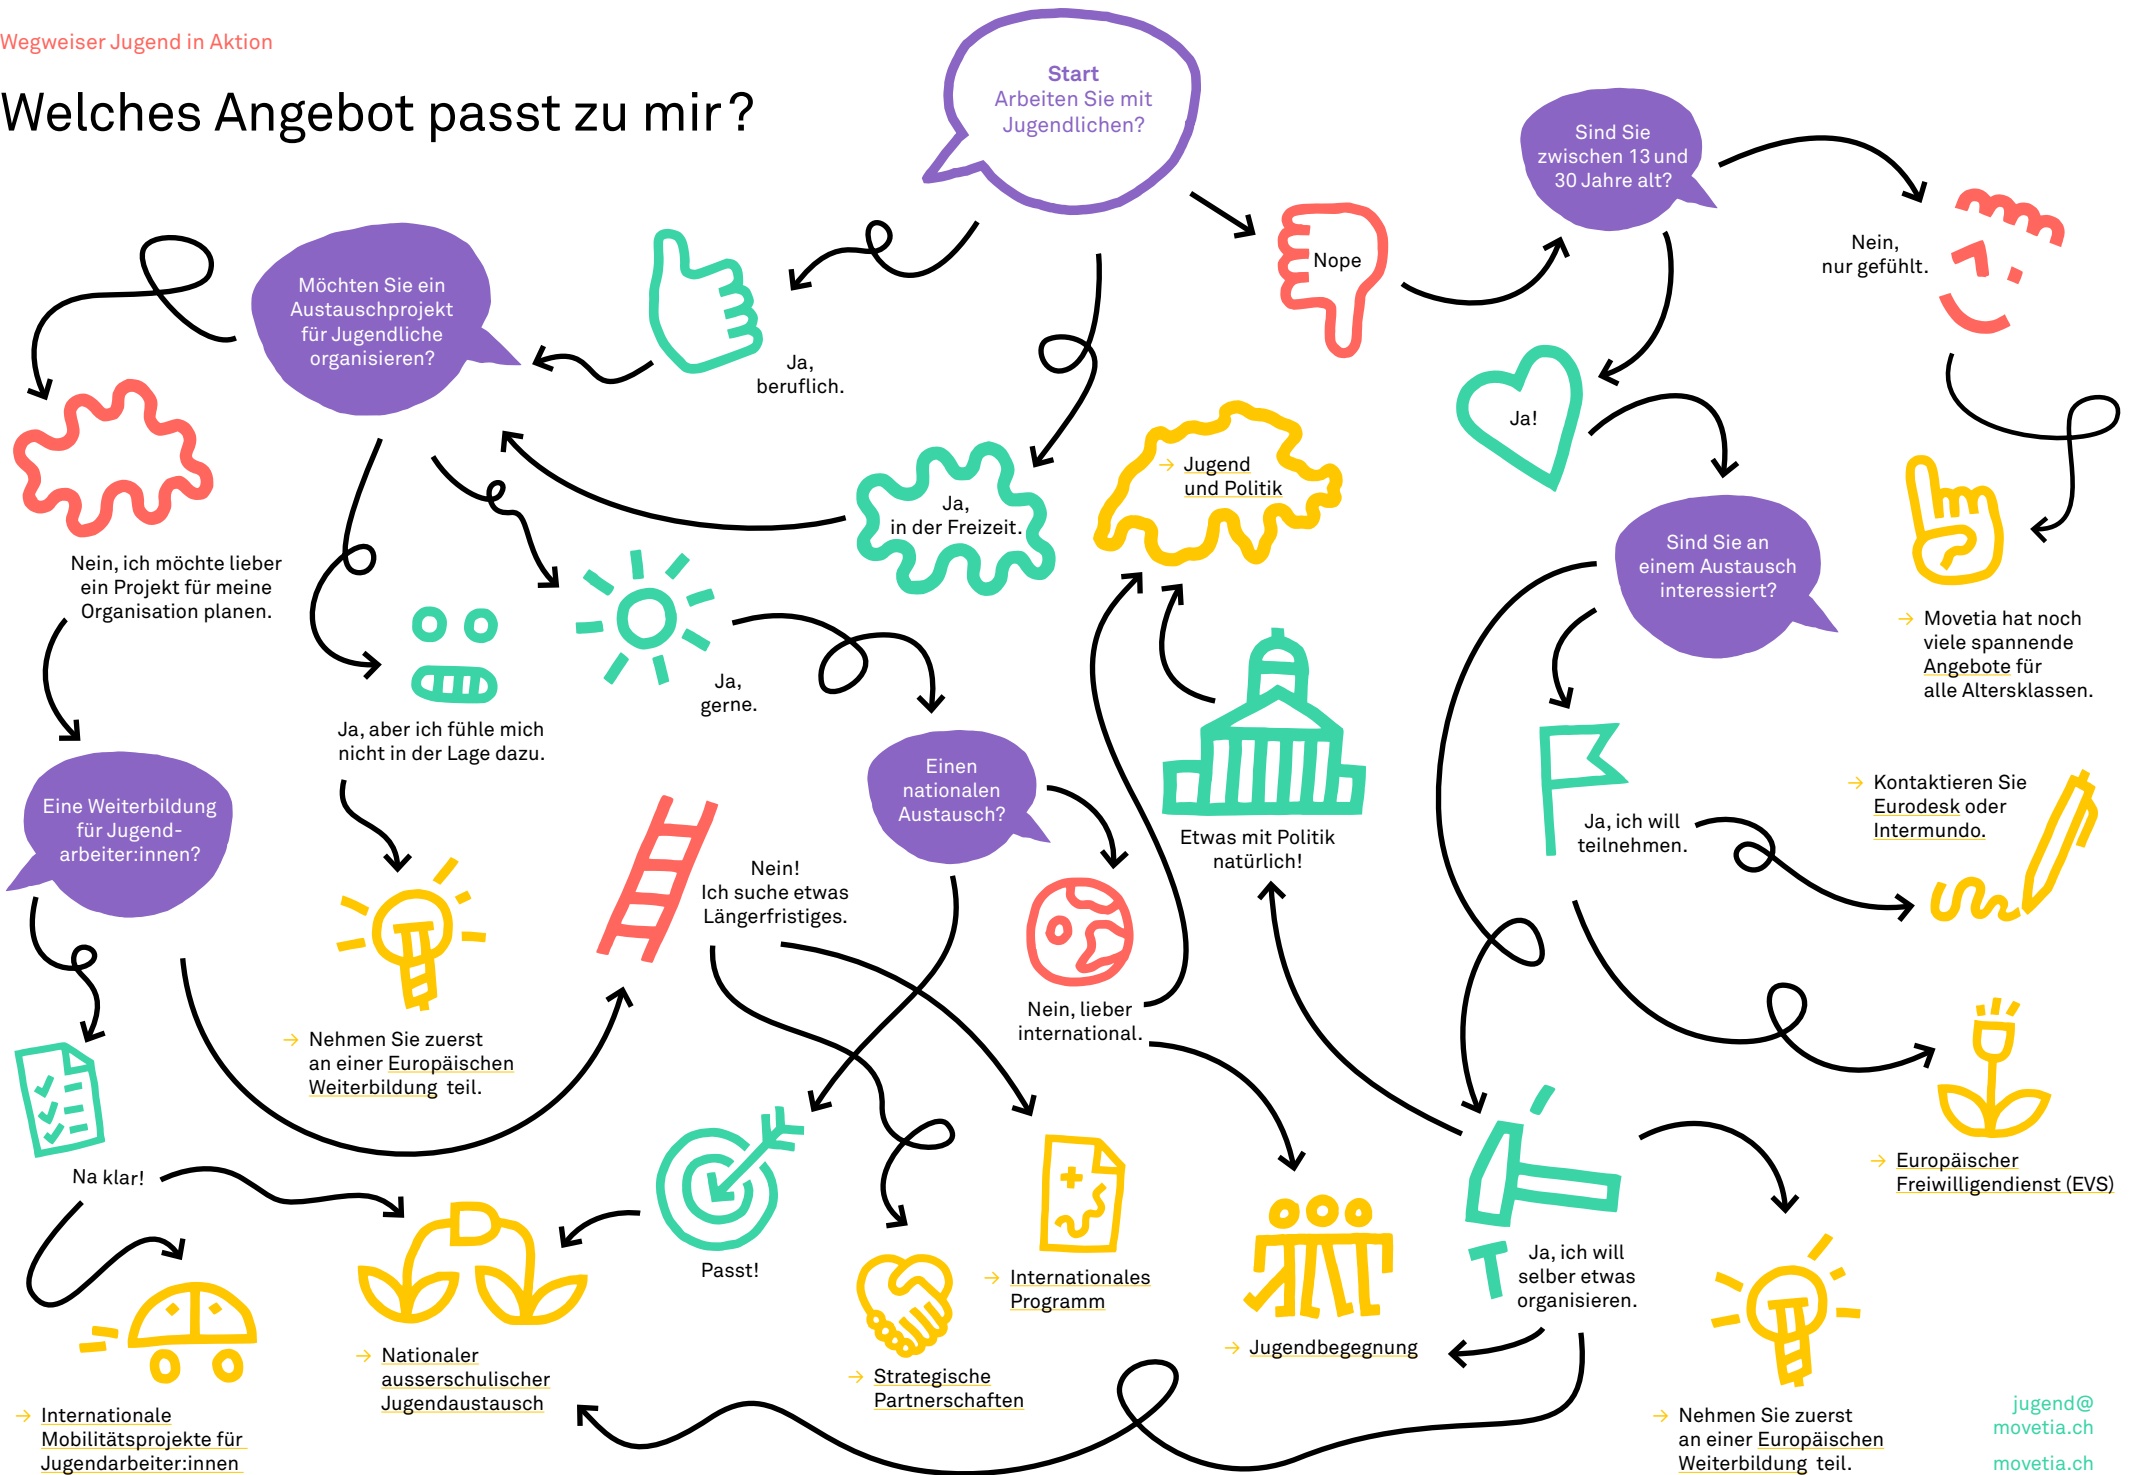 Wegweiser Jugend in Aktion
Welches Angebot passt zu mir?
Start
Arbeiten Sie mit
Jugendlichen?
Sind Sie
zwischen 13 und
30 Jahre alt?
Nein,
nur gefühlt.
Nope
Möchten Sie ein
Austauschprojekt
für Jugendliche
organisieren?
Ja,
beruflich.
Ja!
→ Jugend
und Politik
Ja,
in der Freizeit.
Sind Sie an
einem Austausch
interessiert?
Nein, ich möchte lieber
ein Projekt für meine
Organisation planen.
→ Movetia hat noch
viele spannende
Angebote für
alle Altersklassen.
Ja,
gerne.
Ja, aber ich fühle mich
nicht in der Lage dazu.
Einen
nationalen
Austausch?
Eine Weiterbildung
für Jugend-
arbeiter:innen?
Etwas mit Politik
natürlich!
Ja, ich will
teilnehmen.
→ Kontaktieren Sie
Eurodesk oder
Intermundo.
Nein!
Ich suche etwas
Längerfristiges.
Nein, lieber
international.
→ Nehmen Sie zuerst
an einer Europäischen
Weiterbildung teil.
Na klar!
→ Europäischer
Freiwilligendienst (EVS)
Passt!
→ Internationales
Programm
Ja, ich will
selber etwas
organisieren.
→ Jugendbegegnung
→ Nationaler
ausserschulischer
Jugendaustausch
→ Strategische
Partnerschaften
→ Internationale
Mobilitätsprojekte für
Jugendarbeiter:innen
→ Nehmen Sie zuerst
an einer Europäischen
Weiterbildung teil.
jugend@
movetia.ch
movetia.ch